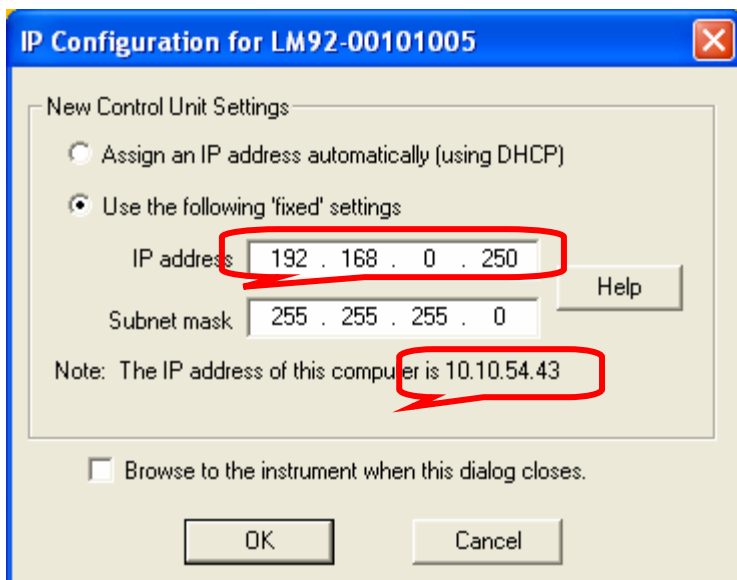 IP Configuration for LM92-00101005
New Control Unit Settings
Assign an IP address automatically (using DHCP)
Use the following 'fixed' settings
IP address 192 . 168 . 0 . 250
Help
Subnet mask 255 . 255 . 255 . 0
Note: The IP address of this computer is 10.10.54.43
Browse to the instrument when this dialog closes.
OK Cancel